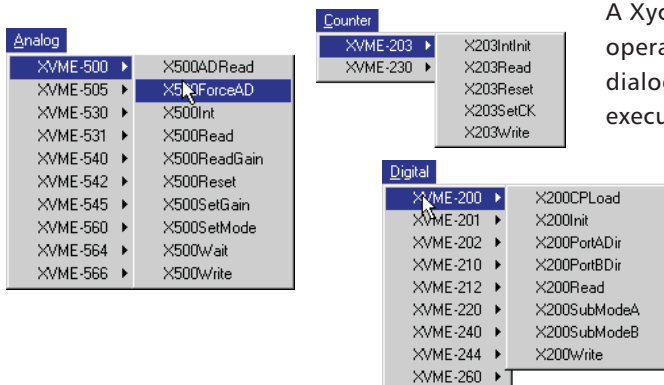 Analog
XVME-500
XVME-505
XVME-530
XVME-531
XVME-540
XVME-542
XVME-545
XVME-560
XVME-564
XVME-566
X500ADRead
X500ForceAD
X500Int
X500Read
X500ReadGain
X500Reset
X500SetGain
X500SetMode
X500Wait
X500Write
Counter
XVME-203
XVME-230
X203IntInit
X203Read
X203Reset
X203SetCK
X203Write
A Xyc
opera
dialo
execu
Digital
XVME-200
XVME-201
XVME-202
XVME-210
XVME-212
XVME-220
XVME-240
XVME-244
XVME-260
X200CPLoad
X200Init
X200PortADir
X200PortBDir
X200Read
X200SubModeA
X200SubModeB
X200Write